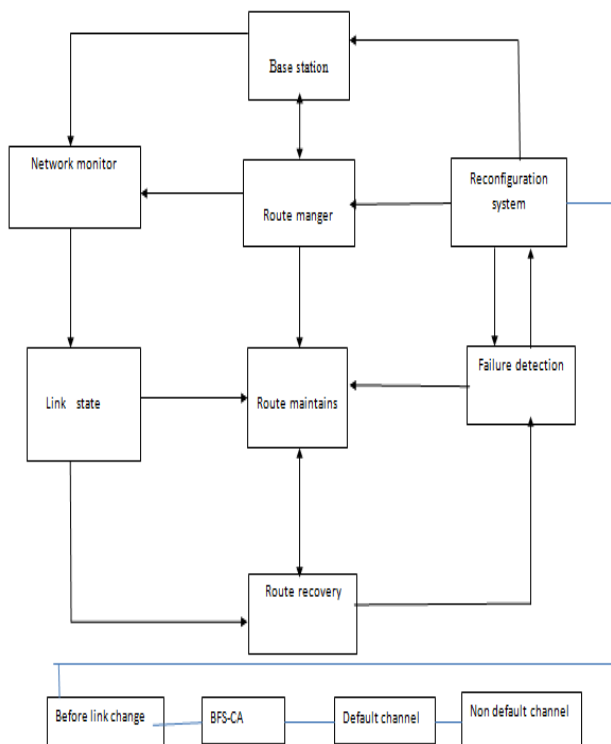 Base station
Network monitor
Reconfiguration
system
Route manger
Failure detection
Link state
Route maintains
Route recovery
Before link change
BFS-CA
Default channel
Non default channel